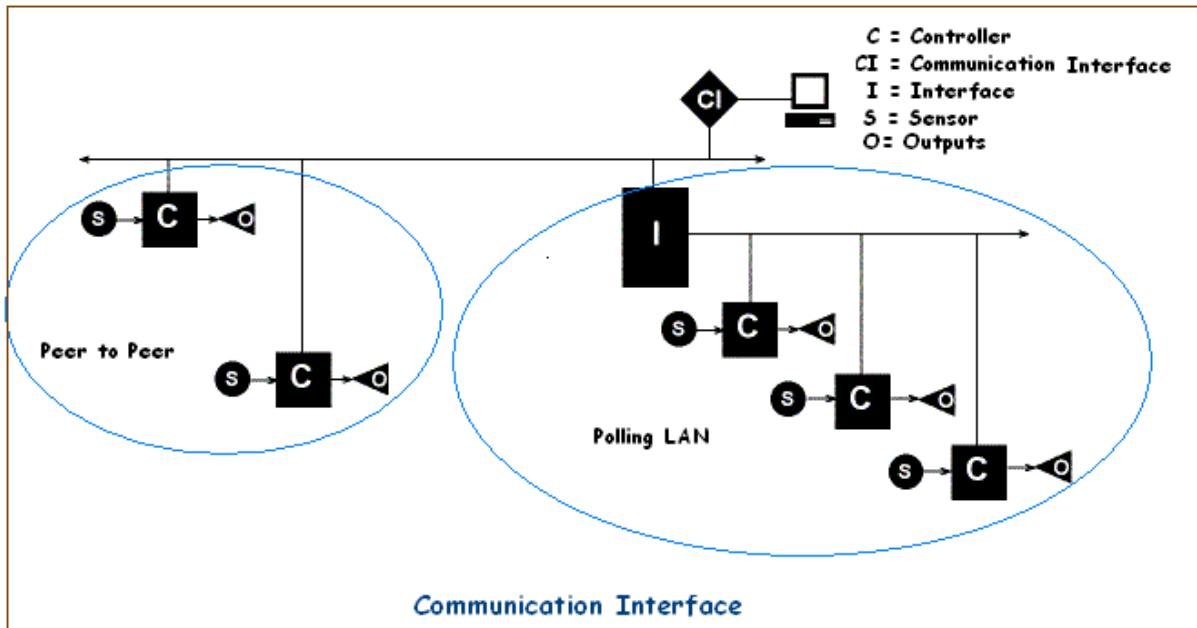 C = Controller
CI = Communication Interface
I = Interface
S = Sensor
O= Outputs
CI
S C O
I
S C O
Peer to Peer
S C O
S C O
Polling LAN
S C O
Communication Interface